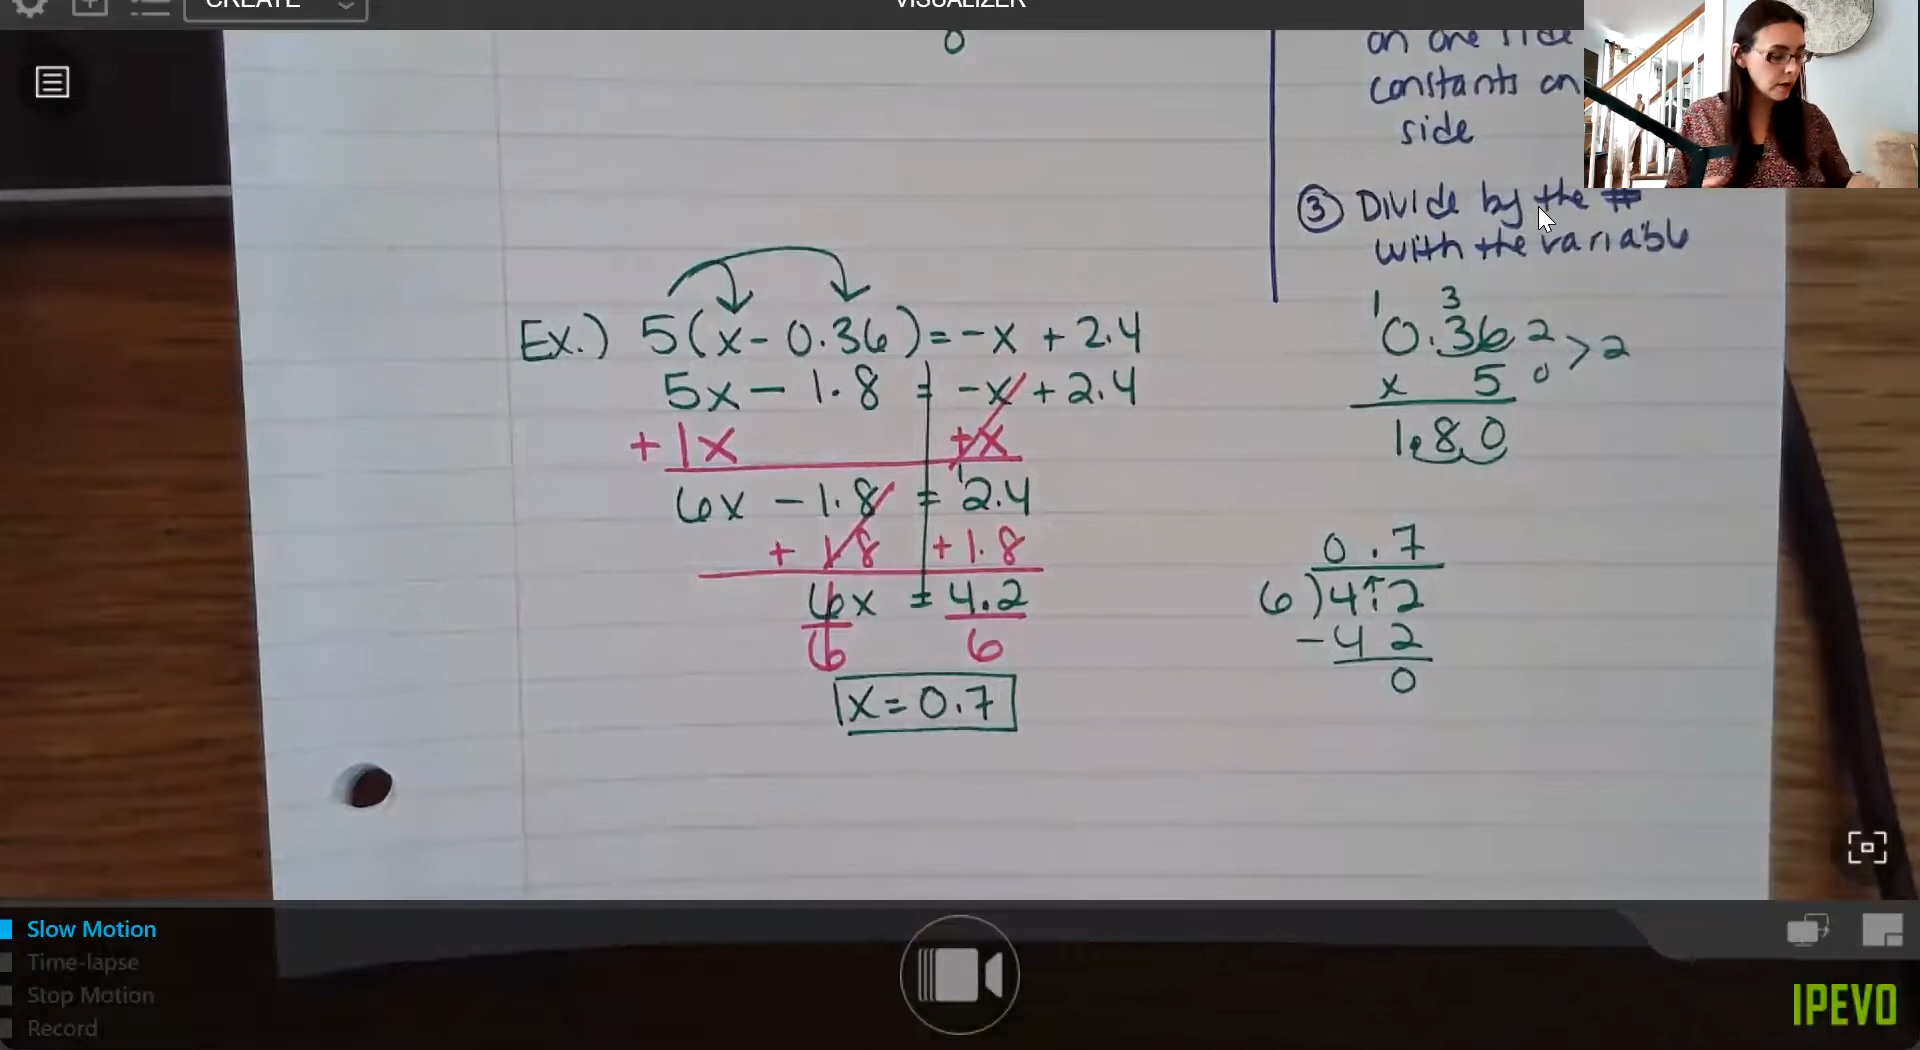 CREATE
VISUALIZER
0
on one side
constants on
side
③ Divide by the #
with the variable
Ex.) 5(x - 0.36) = -x + 2.4
5x - 1.8 = -x + 2.4
+ 1x +x
6x - 1.8 = 2.4
+ 1.8 + 1.8
6x = 4.2
6 6
x = 0.7
1 3
0.36 2
x 5 0 > 2
1.80
0.7
6 ) 4.2
- 4 2
0
Slow Motion
Time-lapse
Stop Motion
Record
IPEVO